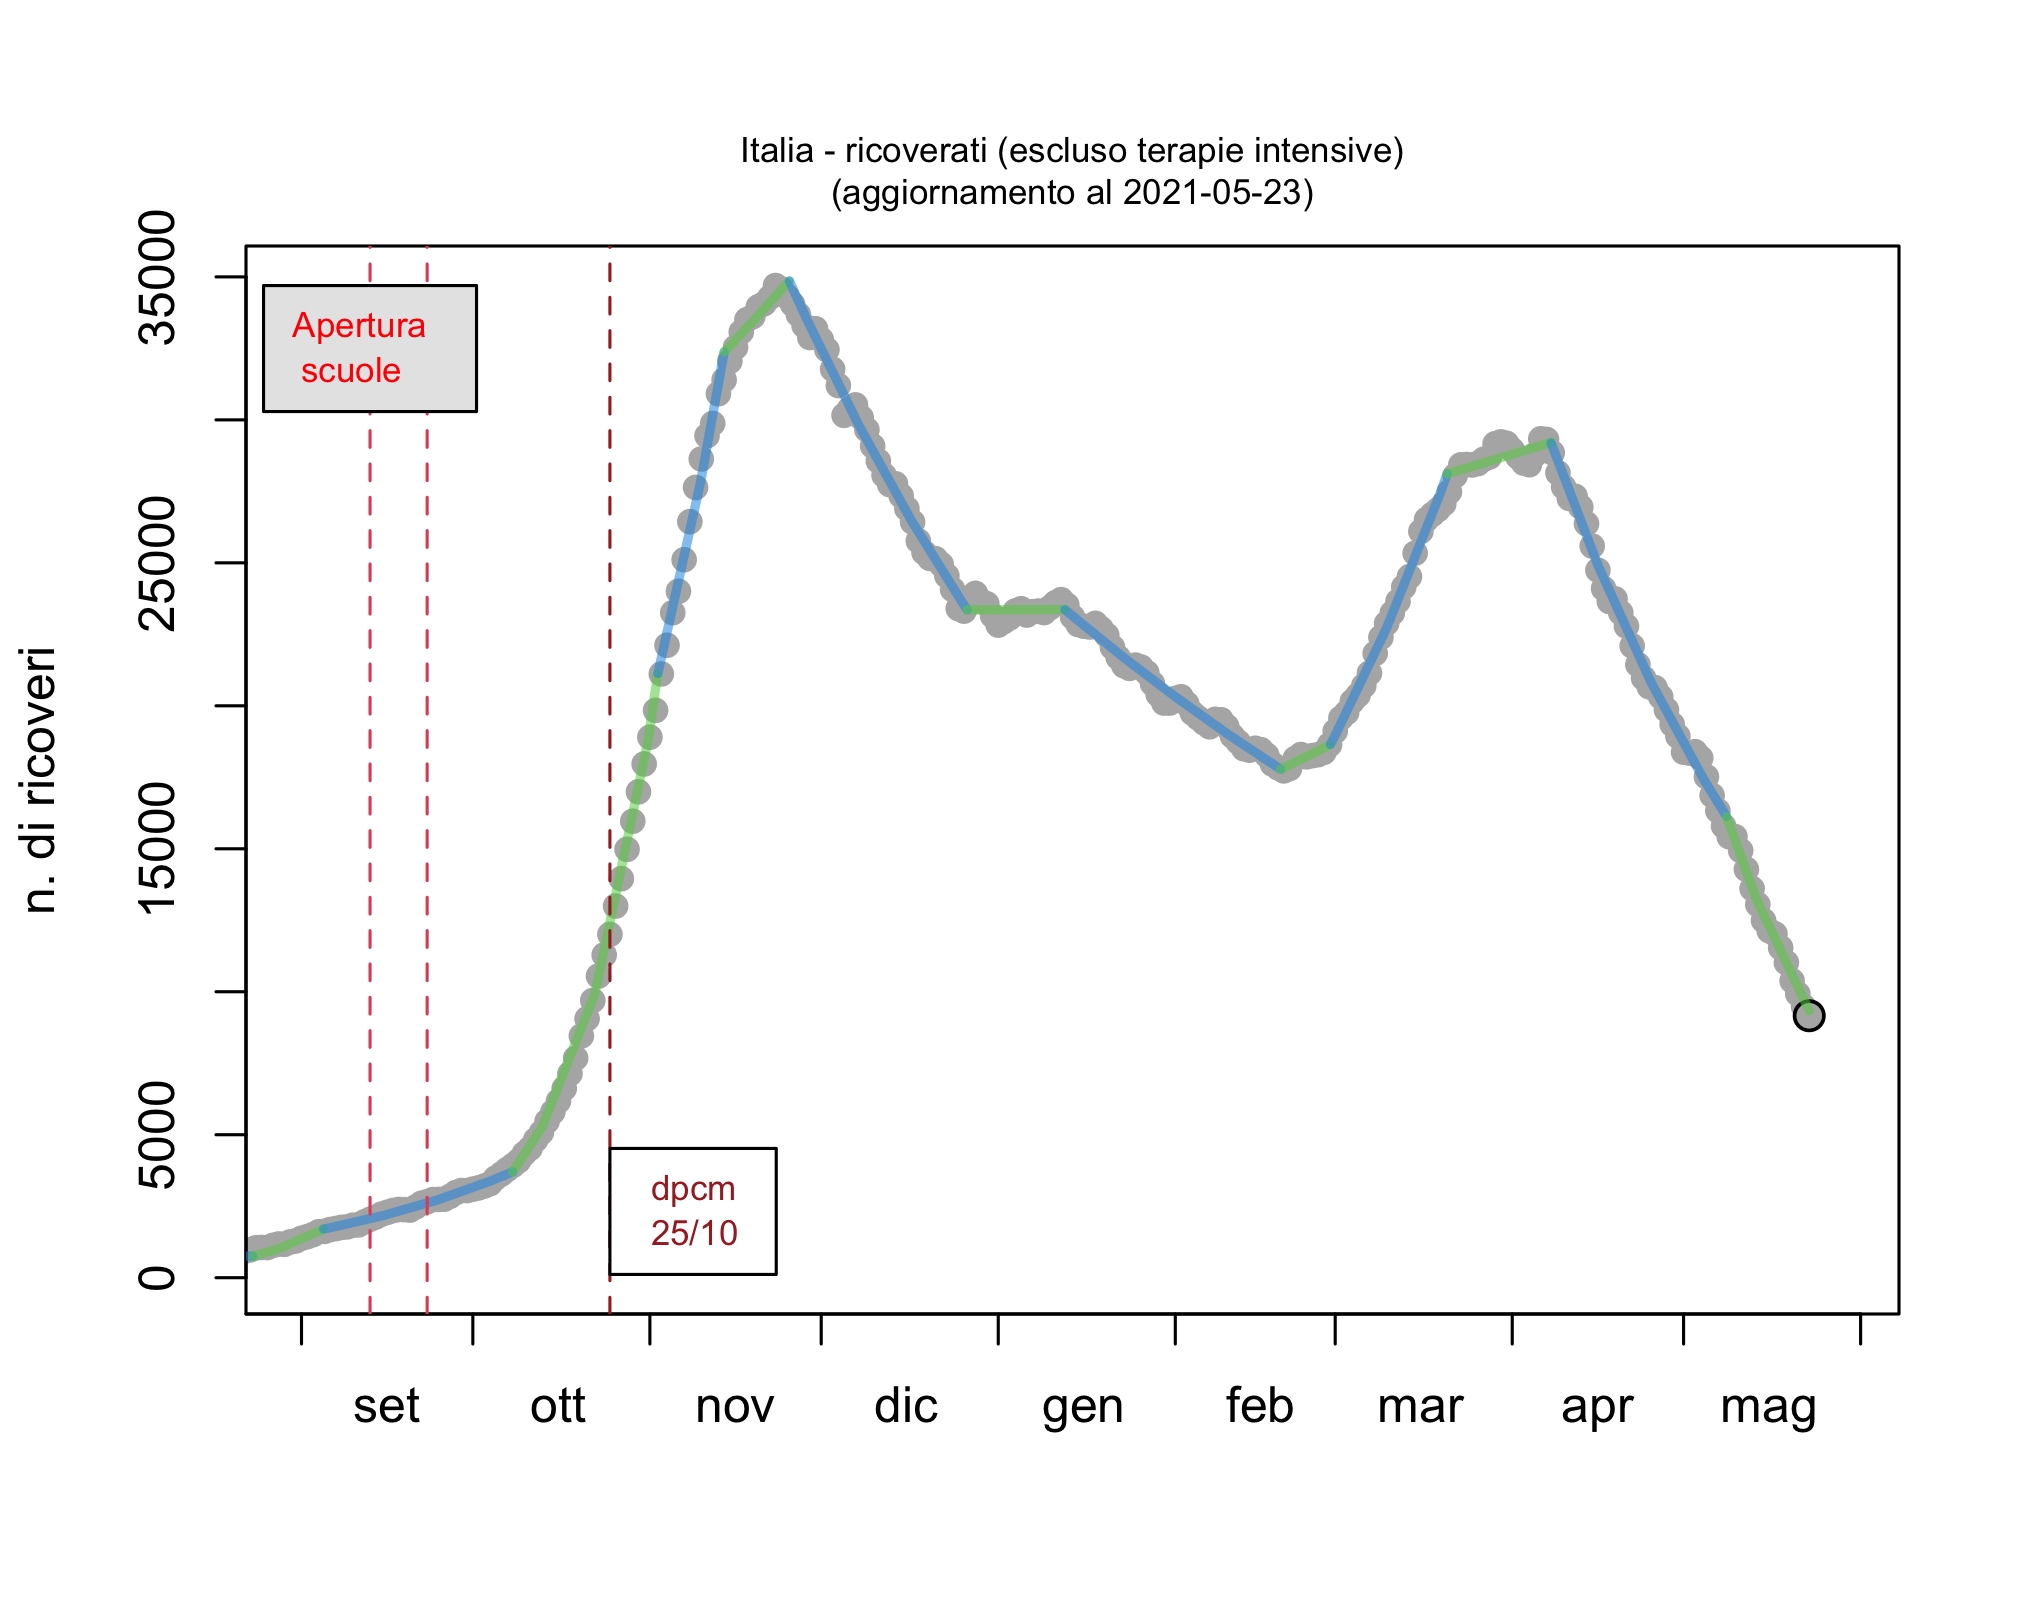 Italia - ricoverati (escluso terapie intensive)
(aggiornamento al 2021-05-23)
n. di ricoveri
35000
25000
15000
5000
0
Apertura
scuole
dpcm
25/10
set ott nov dic gen feb mar apr mag